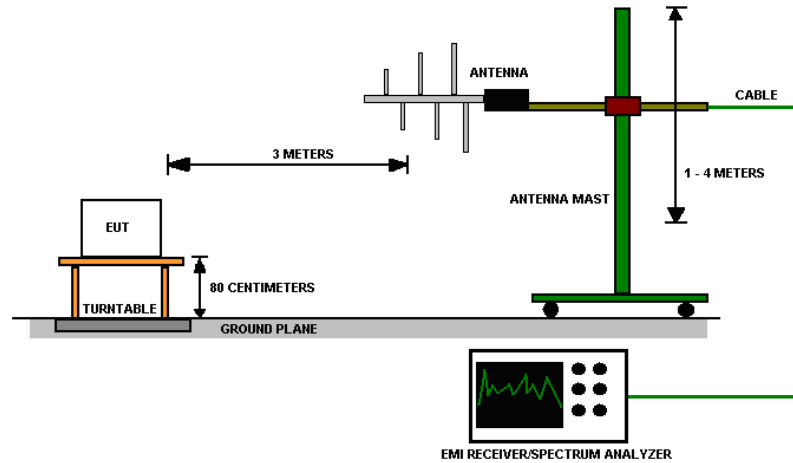 ANTENNA
CABLE
3 METERS
1 - 4 METERS
ANTENNA MAST
EUT
80 CENTIMETERS
TURNTABLE
GROUND PLANE
EMI RECEIVER/SPECTRUM ANALYZER